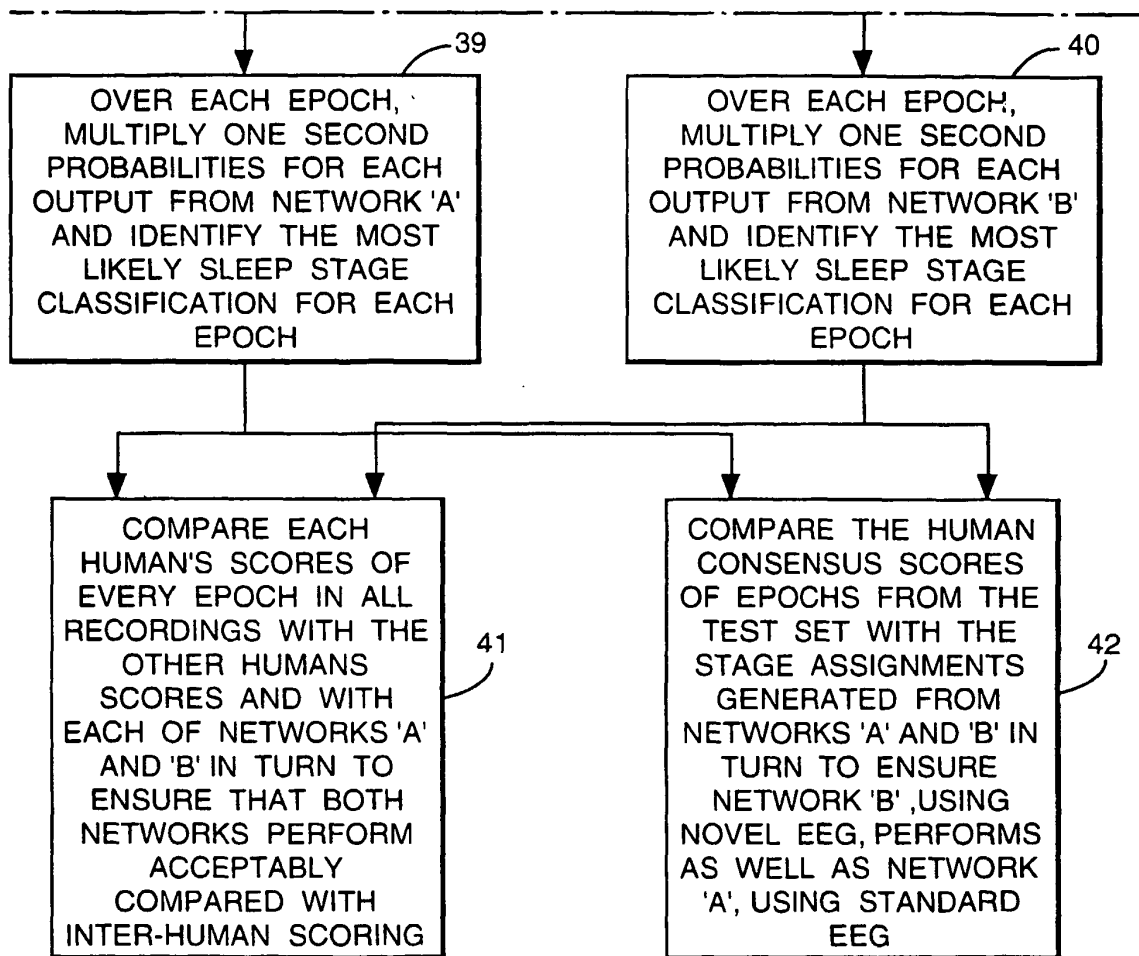 39
OVER EACH EPOCH,
MULTIPLY ONE SECOND
PROBABILITIES FOR EACH
OUTPUT FROM NETWORK 'A'
AND IDENTIFY THE MOST
LIKELY SLEEP STAGE
CLASSIFICATION FOR EACH
EPOCH
40
OVER EACH EPOCH,
MULTIPLY ONE SECOND
PROBABILITIES FOR EACH
OUTPUT FROM NETWORK 'B'
AND IDENTIFY THE MOST
LIKELY SLEEP STAGE
CLASSIFICATION FOR EACH
EPOCH
COMPARE EACH
HUMAN'S SCORES OF
EVERY EPOCH IN ALL
RECORDINGS WITH THE
OTHER HUMANS
SCORES AND WITH
EACH OF NETWORKS 'A'
AND 'B' IN TURN TO
ENSURE THAT BOTH
NETWORKS PERFORM
ACCEPTABLY
COMPARED WITH
INTER-HUMAN SCORING
41
COMPARE THE HUMAN
CONSENSUS SCORES
OF EPOCHS FROM THE
TEST SET WITH THE
STAGE ASSIGNMENTS
GENERATED FROM
NETWORKS 'A' AND 'B' IN
TURN TO ENSURE
NETWORK 'B' ,USING
NOVEL EEG, PERFORMS
AS WELL AS NETWORK
'A', USING STANDARD
EEG
42